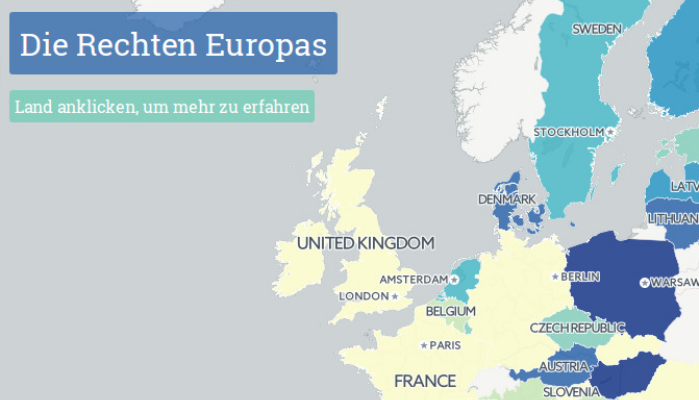 Die Rechten Europas
Land anklicken, um mehr zu erfahren
SWEDEN
STOCKHOLM
LATV
DENMARK
LITHUAN
UNITED KINGDOM
AMSTERDAM
BERLIN
WARSAW
LONDON
BELGIUM
CZECH REPUBLIC
PARIS
AUSTRIA
FRANCE
SLOVENIA